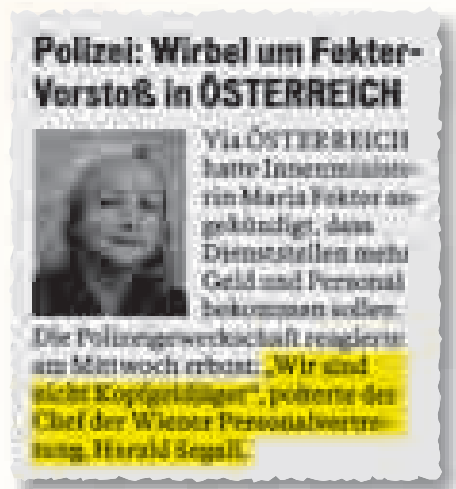 Polizei: Wirbel um Fekter-
Vorstoß in ÖSTERREICH
Via ÖSTERREICH
hatte Innenministe-
rin Maria Fekter an-
gekündigt, dass
Dienststellen mehr
Geld und Personal
bekommen sollen.
Die Polizeigewerkschaft reagierte
am Mittwoch erbost: „Wir sind
nicht Kopfgeldjäger“, polterte der
Chef der Wiener Personalvertre-
tung, Harald Segall.